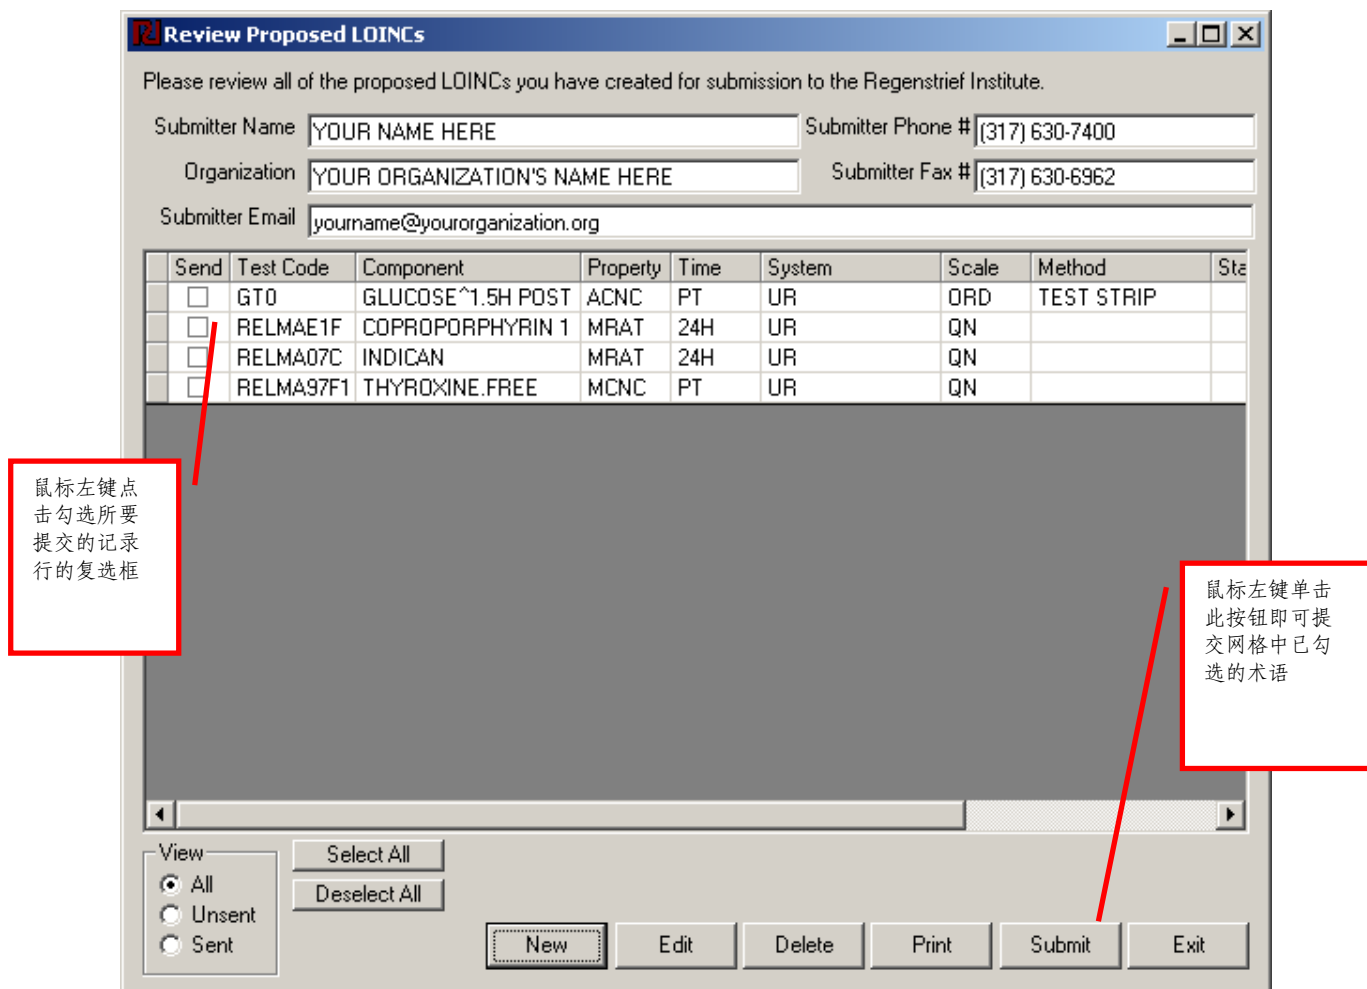 Review Proposed LOINCs
Please review all of the proposed LOINCs you have created for submission to the Regenstrief Institute.
Submitter Name YOUR NAME HERE Submitter Phone # (317) 630-7400
Organization YOUR ORGANIZATION'S NAME HERE Submitter Fax # (317) 630-6962
Submitter Email yourname@yourorganization.org
Send Test Code Component Property Time System Scale Method Sta
GT0 GLUCOSE^1.5H POST ACNC PT UR ORD TEST STRIP
RELMAE1F COPROPORPHYRIN 1 MRAT 24H UR QN
RELMA07C INDICAN MRAT 24H UR QN
RELMA97F1 THYROXINE.FREE MCNC PT UR QN
鼠标左键点
击勾选所要
提交的记录
行的复选框
鼠标左键单击
此按钮即可提
交网格中已勾
选的术语
View
All
Unsent
Sent
Select All
Deselect All
New Edit Delete Print Submit Exit